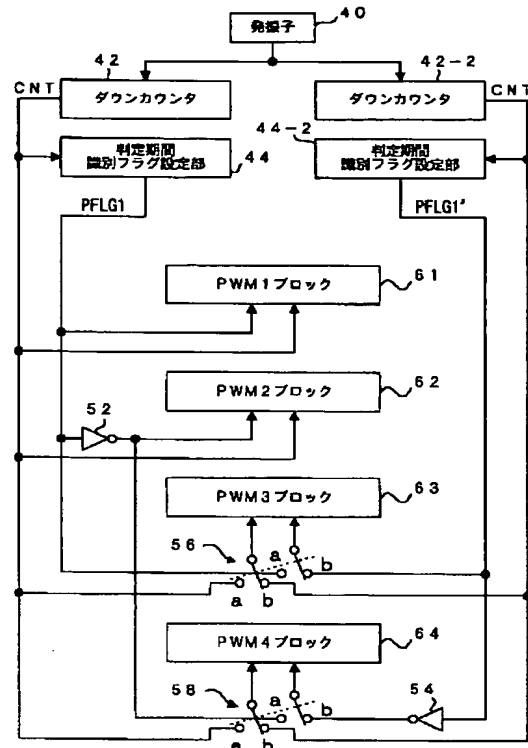 発振子
40
42
42-2
CNT
ダウンカウンタ
ダウンカウンタ
CNT
44-2
判定期間
識別フラグ設定部
44
判定期間
識別フラグ設定部
PFLG1
PFLG1'
PWM1ブロック
61
PWM2ブロック
62
52
PWM3ブロック
63
56
a
b
a
b
PWM4ブロック
64
58
a
b
54
a
b